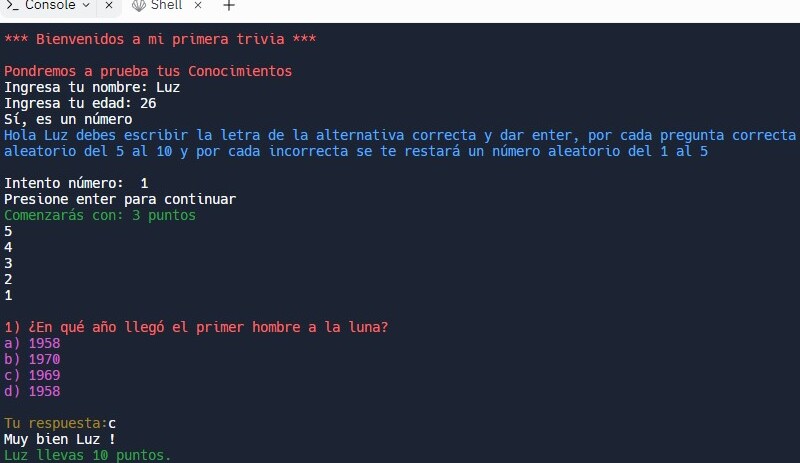 >_ Console
Shell
*** Bienvenidos a mi primera trivia ***
Pondremos a prueba tus Conocimientos
Ingresa tu nombre: Luz
Ingresa tu edad: 26
Sí, es un número
Hola Luz debes escribir la letra de la alternativa correcta y dar enter, por cada pregunta correcta
aleatorio del 5 al 10 y por cada incorrecta se te restará un número aleatorio del 1 al 5
Intento número:  1
Presione enter para continuar
Comenzarás con: 3 puntos
5
4
3
2
1
1) ¿En qué año llegó el primer hombre a la luna?
a) 1958
b) 1970
c) 1969
d) 1958
Tu respuesta:c
Muy bien Luz !
Luz llevas 10 puntos.